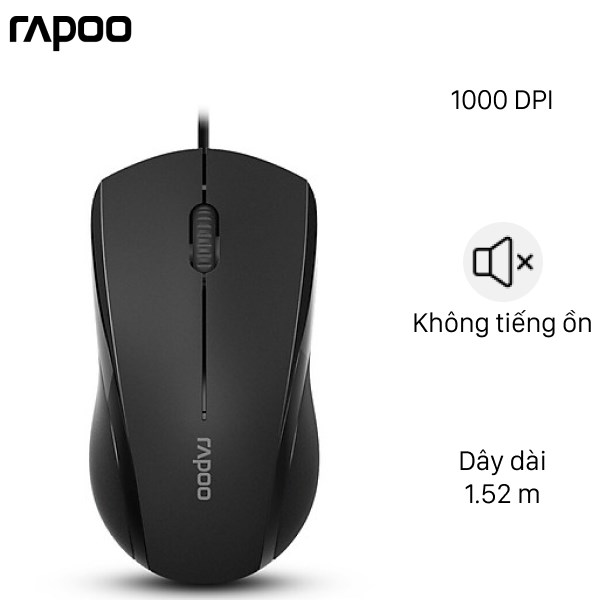 rapoo
1000 DPI
Không tiếng ồn
rapoo
Dây dài
1.52 m